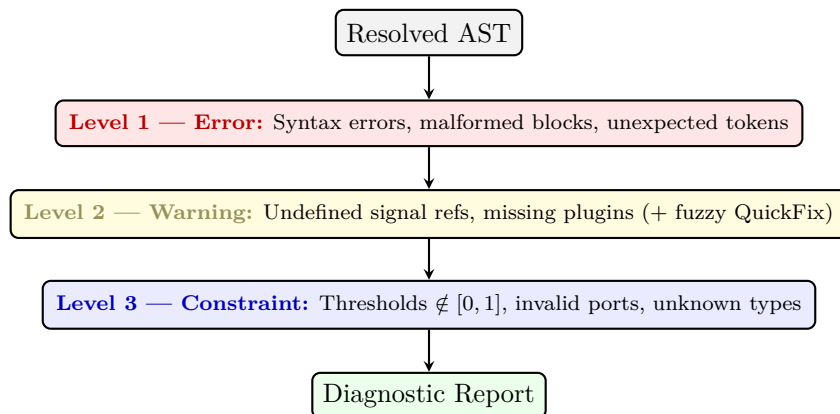 Resolved AST
Level 1 — Error: Syntax errors, malformed blocks, unexpected tokens
Level 2 — Warning: Undefined signal refs, missing plugins (+ fuzzy QuickFix)
Level 3 — Constraint: Thresholds ∉ [0, 1], invalid ports, unknown types
Diagnostic Report